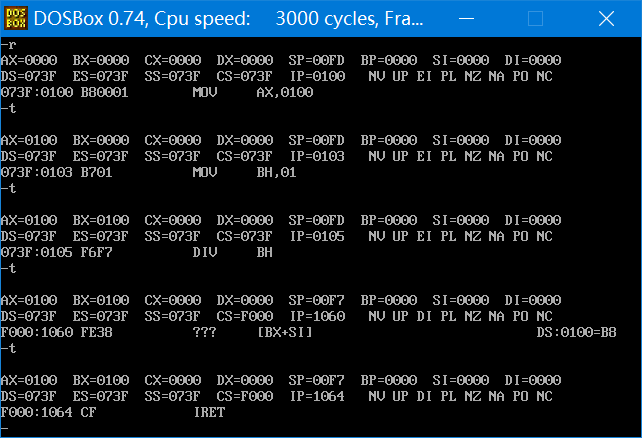 DOS
BOX
DOSBox 0.74, Cpu speed:    3000 cycles, Fra...
-r
AX=0000  BX=0000  CX=0000  DX=0000  SP=00FD  BP=0000  SI=0000  DI=0000
DS=073F  ES=073F  SS=073F  CS=073F  IP=0100   NV UP EI PL NZ NA PO NC
073F:0100 B80001        MOV     AX,0100
-t
AX=0100  BX=0000  CX=0000  DX=0000  SP=00FD  BP=0000  SI=0000  DI=0000
DS=073F  ES=073F  SS=073F  CS=073F  IP=0103   NV UP EI PL NZ NA PO NC
073F:0103 B701          MOV     BH,01
-t
AX=0100  BX=0100  CX=0000  DX=0000  SP=00FD  BP=0000  SI=0000  DI=0000
DS=073F  ES=073F  SS=073F  CS=073F  IP=0105   NV UP EI PL NZ NA PO NC
073F:0105 F6F7          DIV     BH
-t
AX=0100  BX=0100  CX=0000  DX=0000  SP=00F7  BP=0000  SI=0000  DI=0000
DS=073F  ES=073F  SS=073F  CS=F000  IP=1060   NV UP DI PL NZ NA PO NC
F000:1060 FE38          ???     [BX+SI]                            DS:0100=B8
-t
AX=0100  BX=0100  CX=0000  DX=0000  SP=00F7  BP=0000  SI=0000  DI=0000
DS=073F  ES=073F  SS=073F  CS=F000  IP=1064   NV UP DI PL NZ NA PO NC
F000:1064 CF            IRET
-